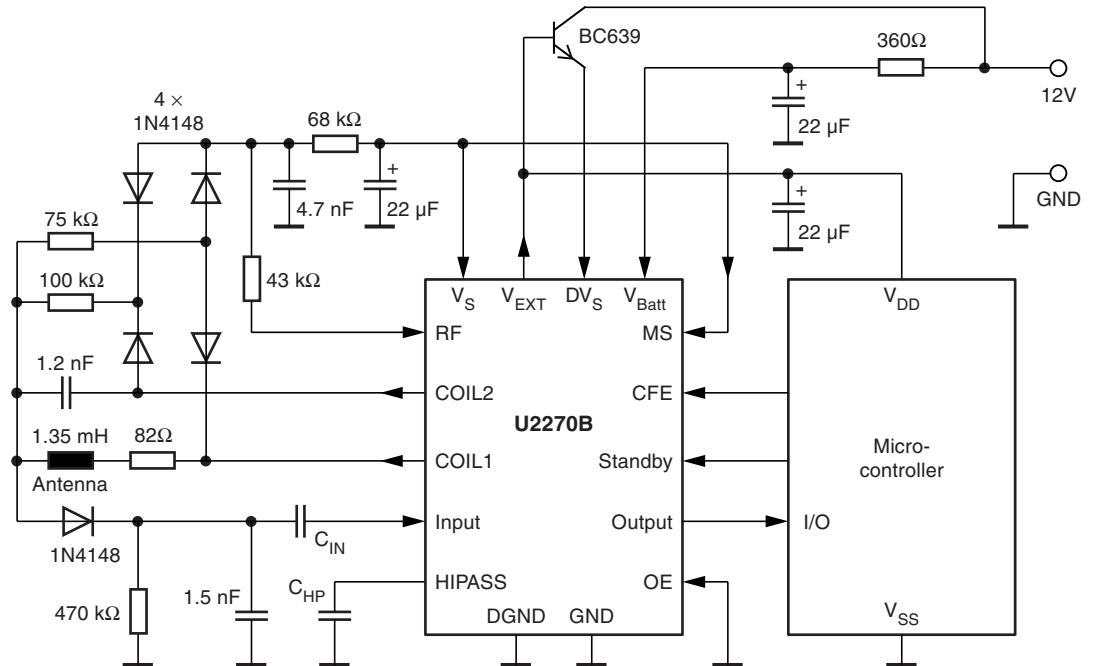 BC639
360Ω
+
12V
22 µF
4 ×
1N4148
68 kΩ
+
4.7 nF
22 µF
+
22 µF
GND
75 kΩ
100 kΩ
43 kΩ
VS
VEXT
DVS
VBatt
VDD
RF
MS
1.2 nF
COIL2
CFE
U2270B
1.35 mH
82Ω
COIL1
Standby
Micro-
controller
Antenna
Input
Output
I/O
1N4148
CIN
HIPASS
OE
470 kΩ
1.5 nF
CHP
DGND
GND
VSS